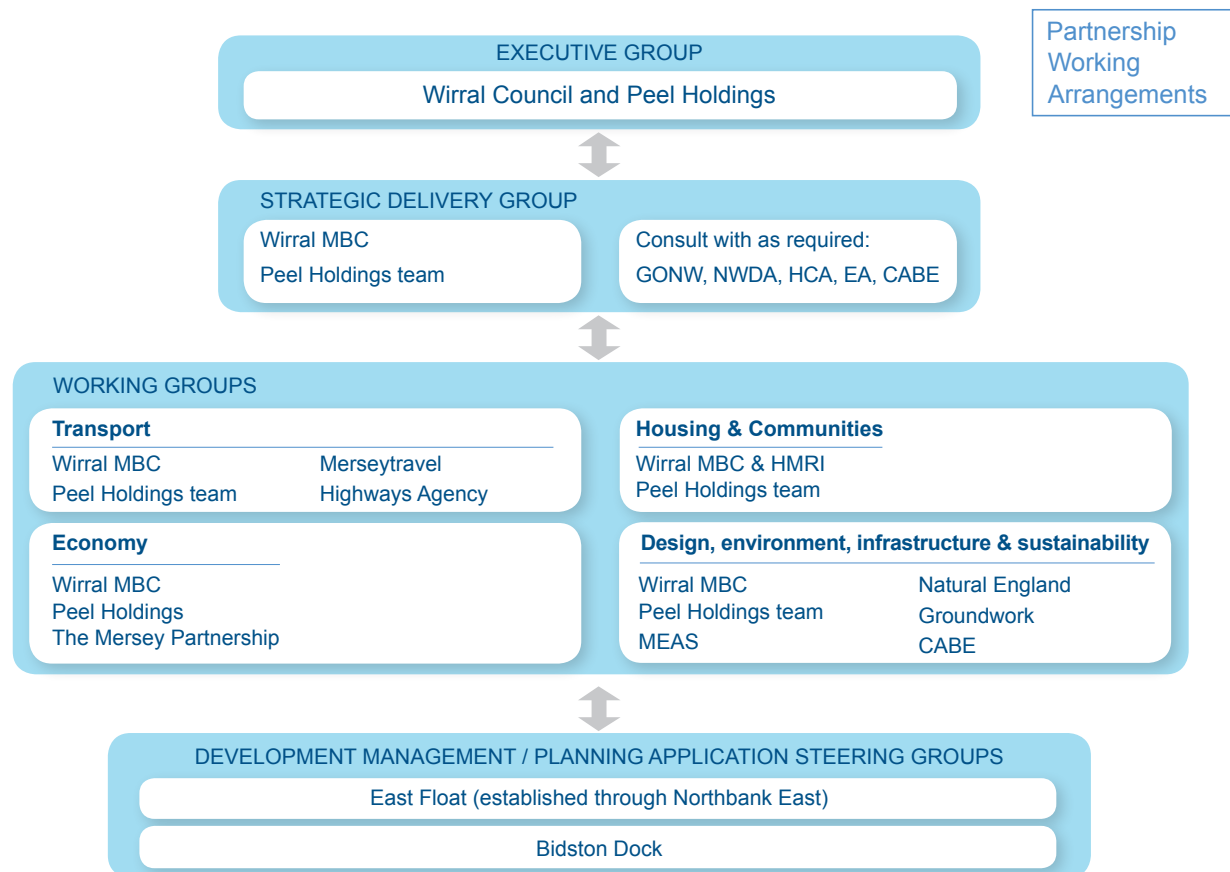 Partnership
Working
Arrangements
EXECUTIVE GROUP
Wirral Council and Peel Holdings
STRATEGIC DELIVERY GROUP
Wirral MBC
Peel Holdings team
Consult with as required:
GONW, NWDA, HCA, EA, CABE
WORKING GROUPS
Transport
Wirral MBC
Peel Holdings team
Merseytravel
Highways Agency
Housing & Communities
Wirral MBC & HMRI
Peel Holdings team
Economy
Wirral MBC
Peel Holdings
The Mersey Partnership
Design, environment, infrastructure & sustainability
Wirral MBC
Peel Holdings team
MEAS
Natural England
Groundwork
CABE
DEVELOPMENT MANAGEMENT / PLANNING APPLICATION STEERING GROUPS
East Float (established through Northbank East)
Bidston Dock